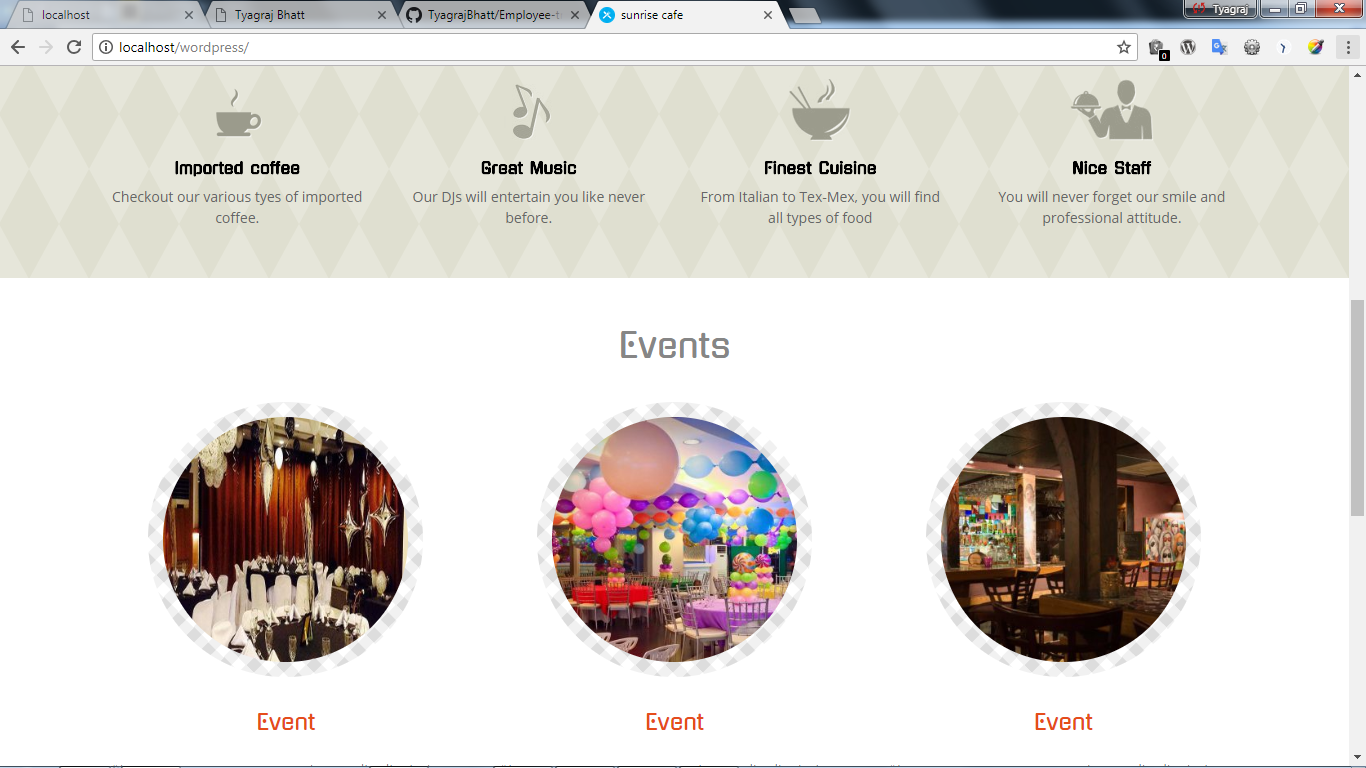 localhost
Tyagraj Bhatt
TyagrajBhatt/Employee-t
sunrise cafe
Tyagraj
localhost/wordpress/
0
Imported coffee
Great Music
Finest Cuisine
Nice Staff
Checkout our various tyes of imported
coffee.
Our DJs will entertain you like never
before.
From Italian to Tex-Mex, you will find
all types of food
You will never forget our smile and
professional attitude.
Events
Event
Event
Event